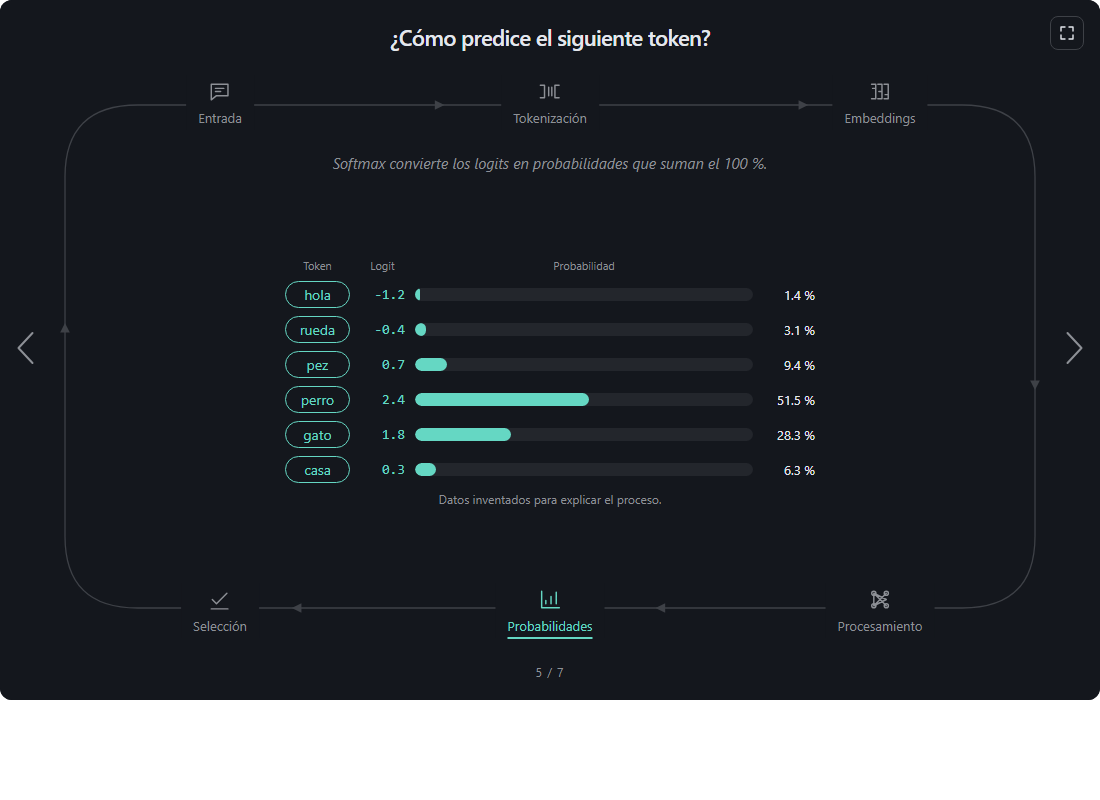 ¿Cómo predice el siguiente token?
Entrada
Tokenización
Embeddings
Softmax convierte los logits en probabilidades que suman el 100 %.
Token Logit Probabilidad
hola -1.2 1.4 %
rueda -0.4 3.1 %
pez 0.7 9.4 %
perro 2.4 51.5 %
gato 1.8 28.3 %
casa 0.3 6.3 %
Datos inventados para explicar el proceso.
Selección
Probabilidades
Procesamiento
5 / 7